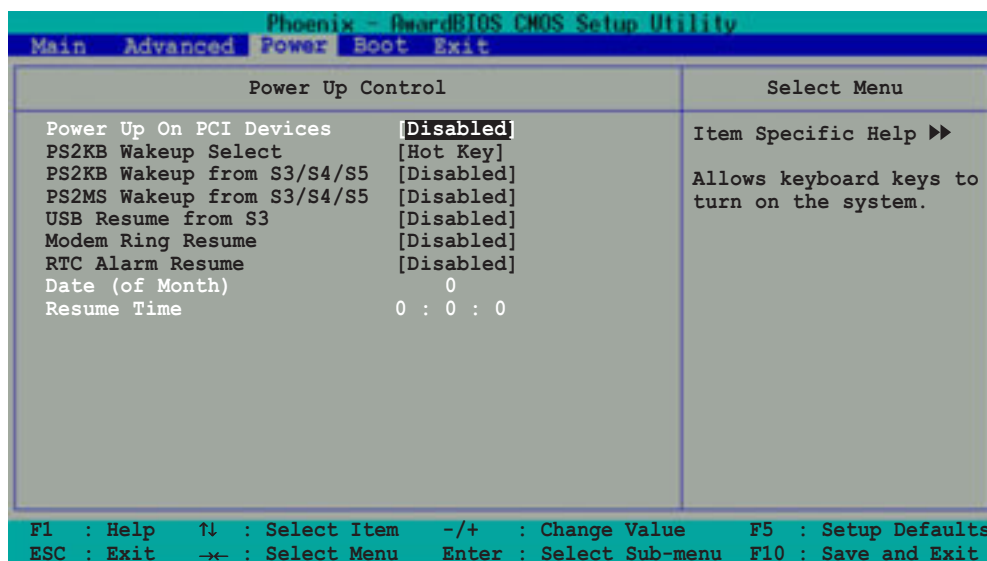 Phoenix - AwardBIOS CMOS Setup Utility
Main Advanced Power Boot Exit
Power Up Control
Select Menu
Power Up On PCI Devices [Disabled]
PS2KB Wakeup Select [Hot Key]
PS2KB Wakeup from S3/S4/S5 [Disabled]
PS2MS Wakeup from S3/S4/S5 [Disabled]
USB Resume from S3 [Disabled]
Modem Ring Resume [Disabled]
RTC Alarm Resume [Disabled]
Date (of Month) 0
Resume Time 0 : 0 : 0
Item Specific Help ▶▶
Allows keyboard keys to
turn on the system.
F1 : Help ↑↓ : Select Item -/+ : Change Value F5 : Setup Defaults
ESC : Exit →← : Select Menu Enter : Select Sub-menu F10 : Save and Exit